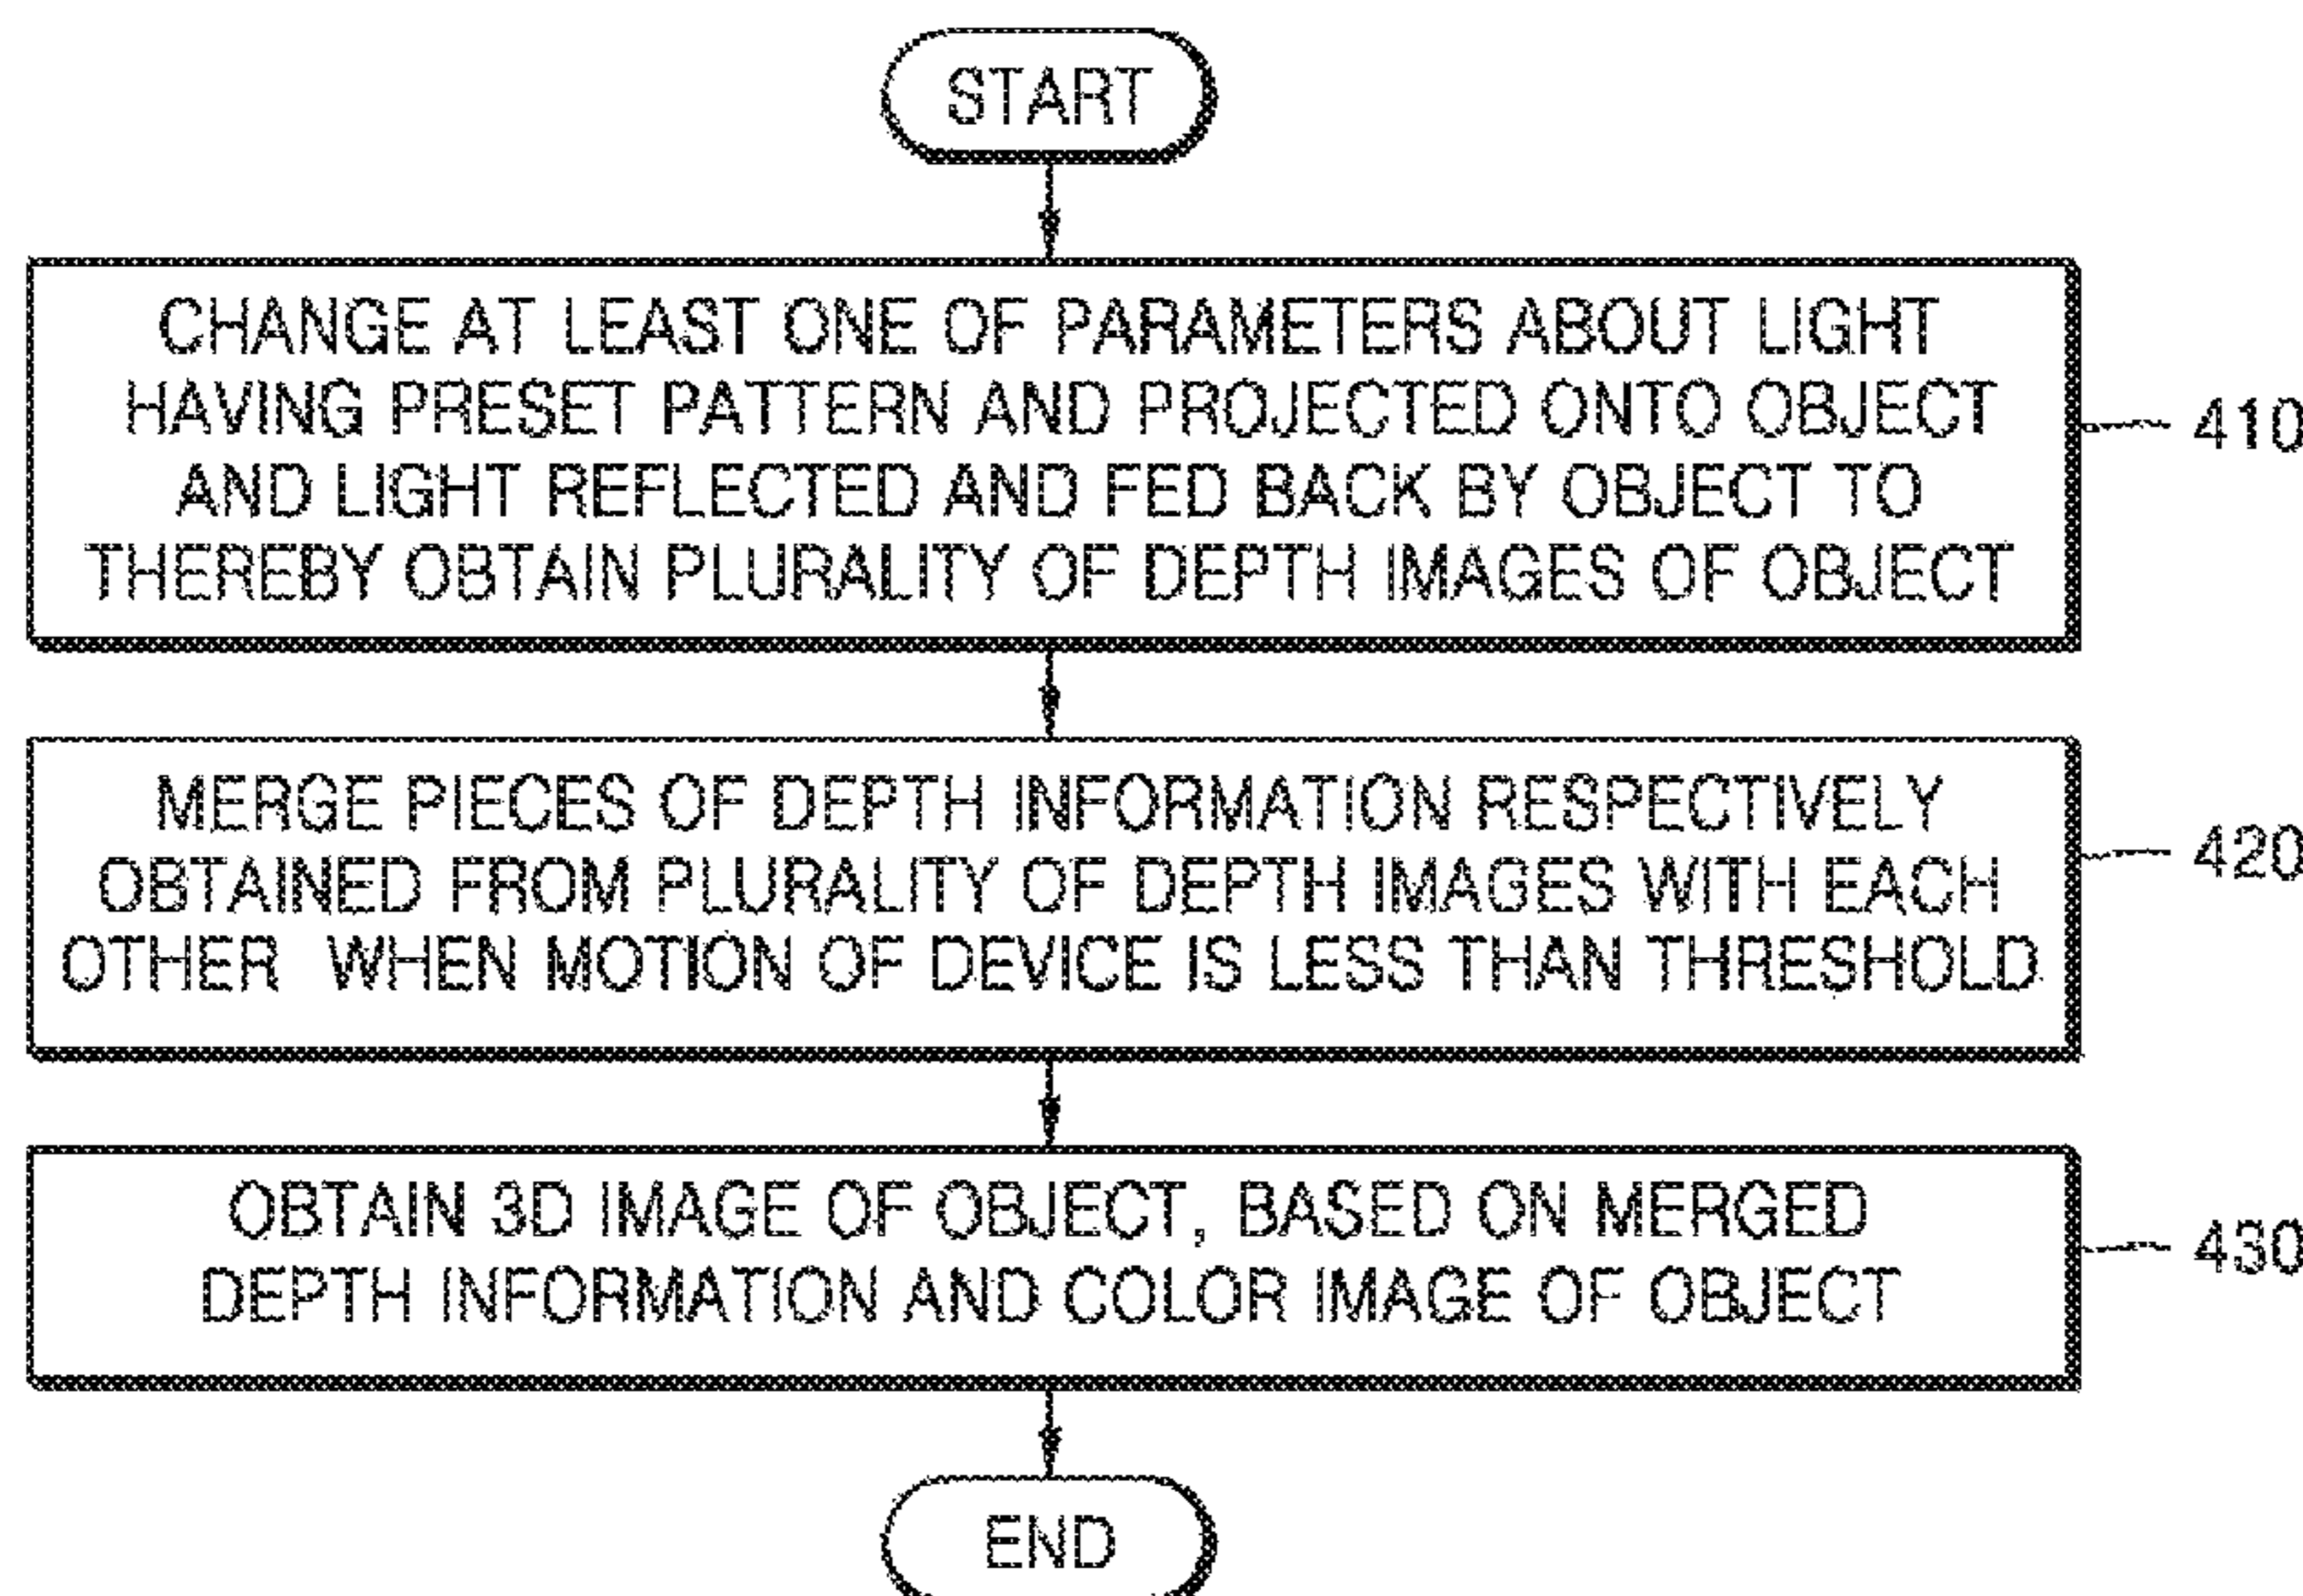 START
CHANGE AT LEAST ONE OF PARAMETERS ABOUT LIGHT
HAVING PRESET PATTERN AND PROJECTED ONTO OBJECT
AND LIGHT REFLECTED AND FED BACK BY OBJECT TO
THEREBY OBTAIN PLURALITY OF DEPTH IMAGES OF OBJECT
410
MERGE PIECES OF DEPTH INFORMATION RESPECTIVELY
OBTAINED FROM PLURALITY OF DEPTH IMAGES WITH EACH
OTHER WHEN MOTION OF DEVICE IS LESS THAN THRESHOLD
420
OBTAIN 3D IMAGE OF OBJECT, BASED ON MERGED
DEPTH INFORMATION AND COLOR IMAGE OF OBJECT
430
END